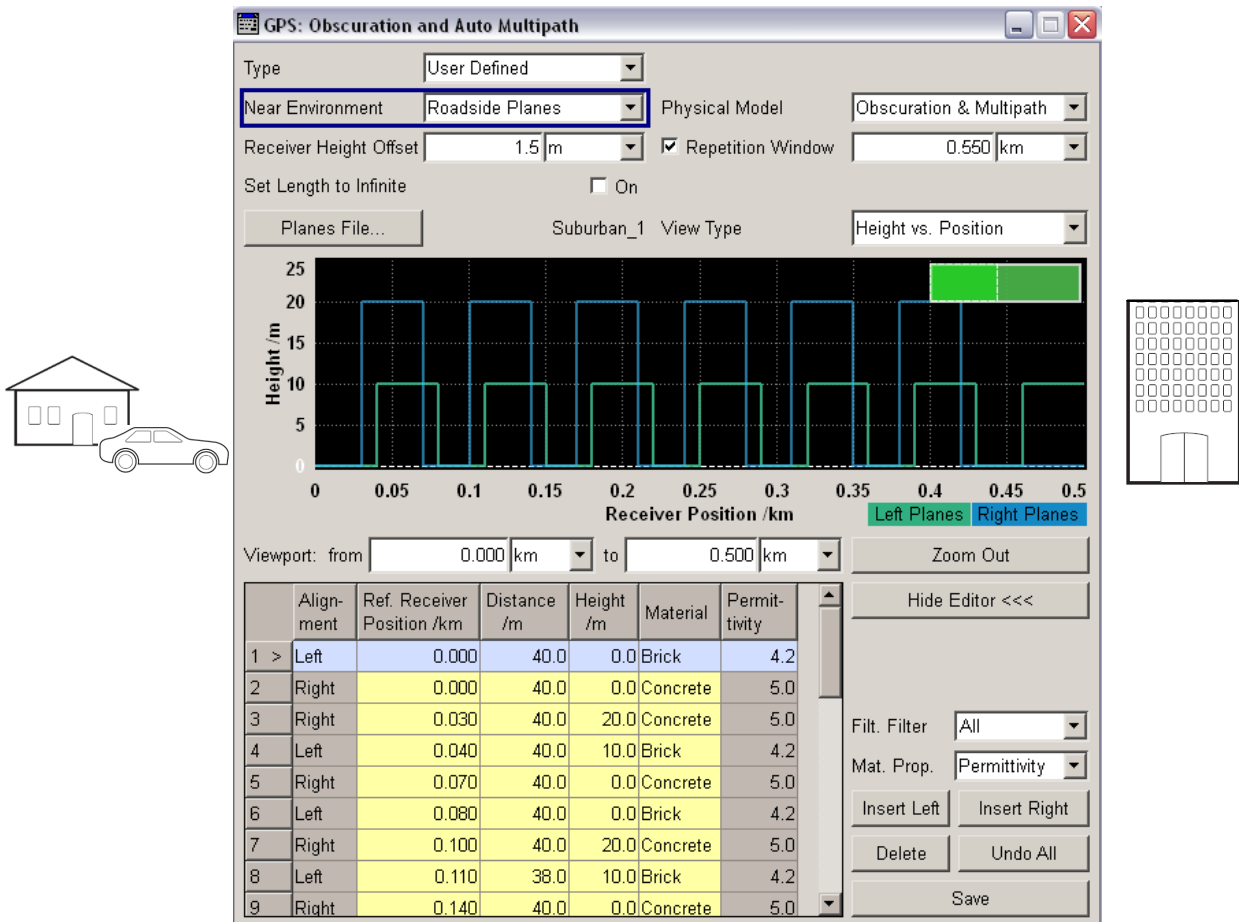 GPS: Obscuration and Auto Multipath
Type User Defined
Near Environment Roadside Planes Physical Model Obscuration & Multipath
Receiver Height Offset 1.5 m Repetition Window 0.550 km
Set Length to Infinite On
Planes File... Suburban_1 View Type Height vs. Position
25
20
15
10
5
0
Height /m
0 0.05 0.1 0.15 0.2 0.25 0.3 0.35 0.4 0.45 0.5
Receiver Position /km
Left Planes Right Planes
Viewport: from 0.000 km to 0.500 km Zoom Out
Hide Editor <<<
Align- Ref. Receiver Distance Height Material Permit-
ment Position /km /m /m tivity
1 > Left 0.000 40.0 0.0 Brick 4.2
2 Right 0.000 40.0 0.0 Concrete 5.0
3 Right 0.030 40.0 20.0 Concrete 5.0
4 Left 0.040 40.0 10.0 Brick 4.2
5 Right 0.070 40.0 0.0 Concrete 5.0
6 Left 0.080 40.0 0.0 Brick 4.2
7 Right 0.100 40.0 20.0 Concrete 5.0
8 Left 0.110 38.0 10.0 Brick 4.2
9 Right 0.140 40.0 0.0 Concrete 5.0
Filt. Filter All
Mat. Prop. Permittivity
Insert Left Insert Right
Delete Undo All
Save